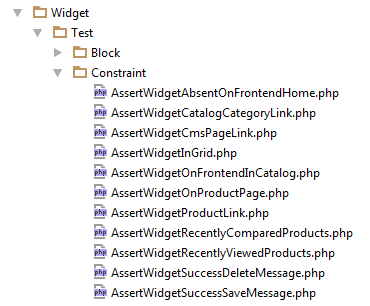 Widget
Test
Block
Constraint
php AssertWidgetAbsentOnFrontendHome.php
php AssertWidgetCatalogCategoryLink.php
php AssertWidgetCmsPageLink.php
php AssertWidgetInGrid.php
php AssertWidgetOnFrontendInCatalog.php
php AssertWidgetOnProductPage.php
php AssertWidgetProductLink.php
php AssertWidgetRecentlyComparedProducts.php
php AssertWidgetRecentlyViewedProducts.php
php AssertWidgetSuccessDeleteMessage.php
php AssertWidgetSuccessSaveMessage.php